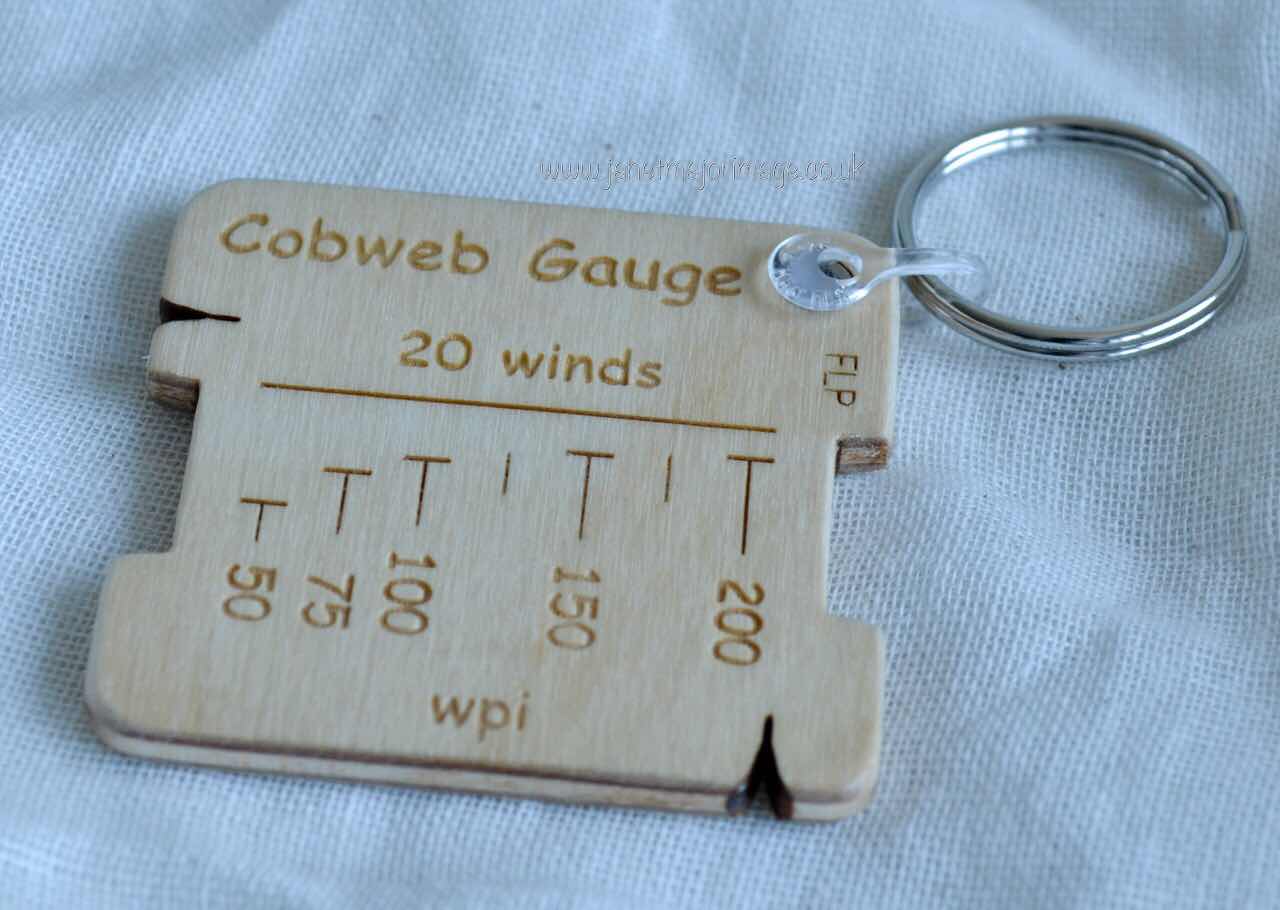 www.janetmajorimage.co.uk
Cobweb Gauge
20 winds
FLP
50 75 100 150 200
wpi